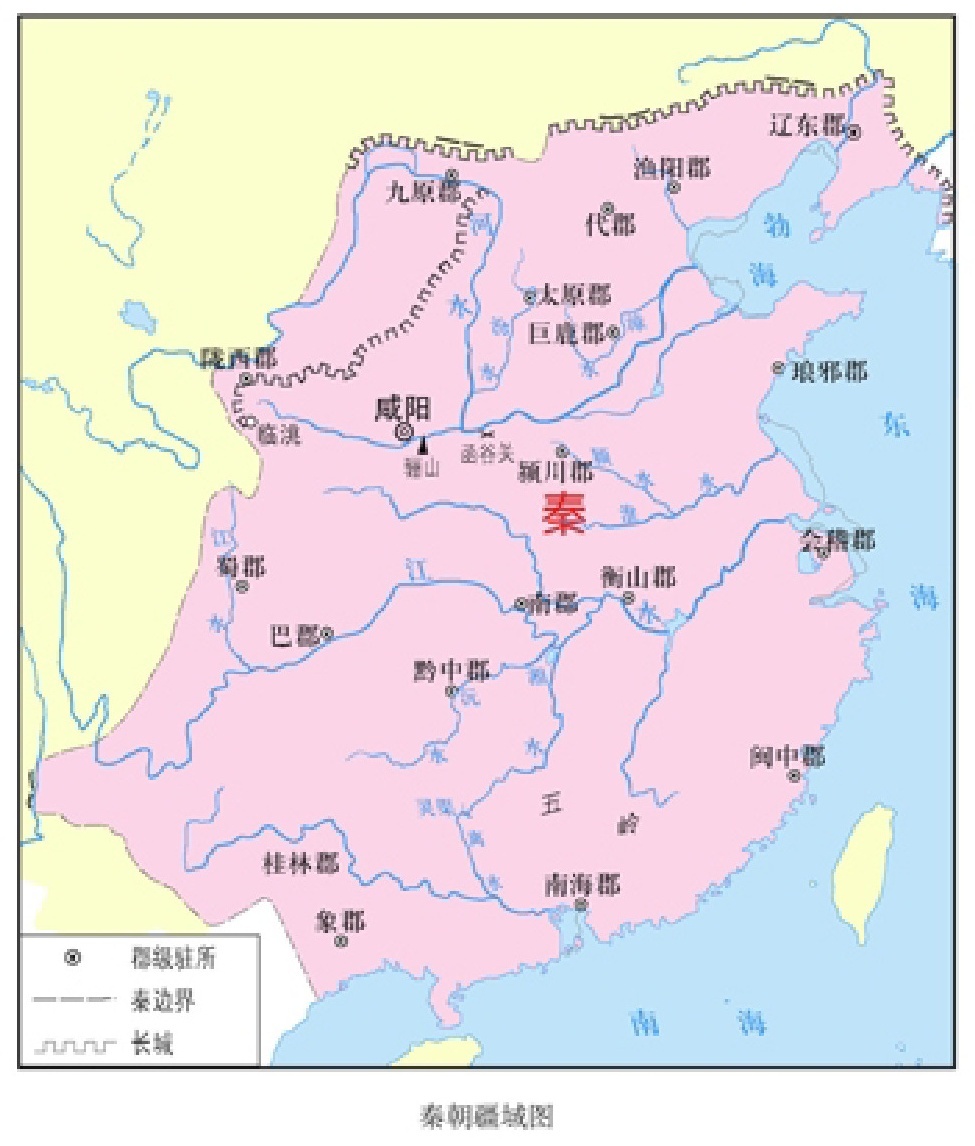 辽东郡
渔阳郡
九原郡
代郡
河
水
勃
海
太原郡
汾
水
巨鹿郡
漳
水
陇西郡
琅邪郡
咸阳
临洮
骊山
函谷关
颍川郡
颍
水
东
海
秦
淮
水
江
水
蜀郡
江
水
会稽郡
衡山郡
南郡
巴郡
黔中郡
沅
水
湘
水
闽中郡
灵渠
五
岭
离
水
桂林郡
南海郡
象郡
南
海
郡级驻所
秦边界
长城
秦朝疆域图